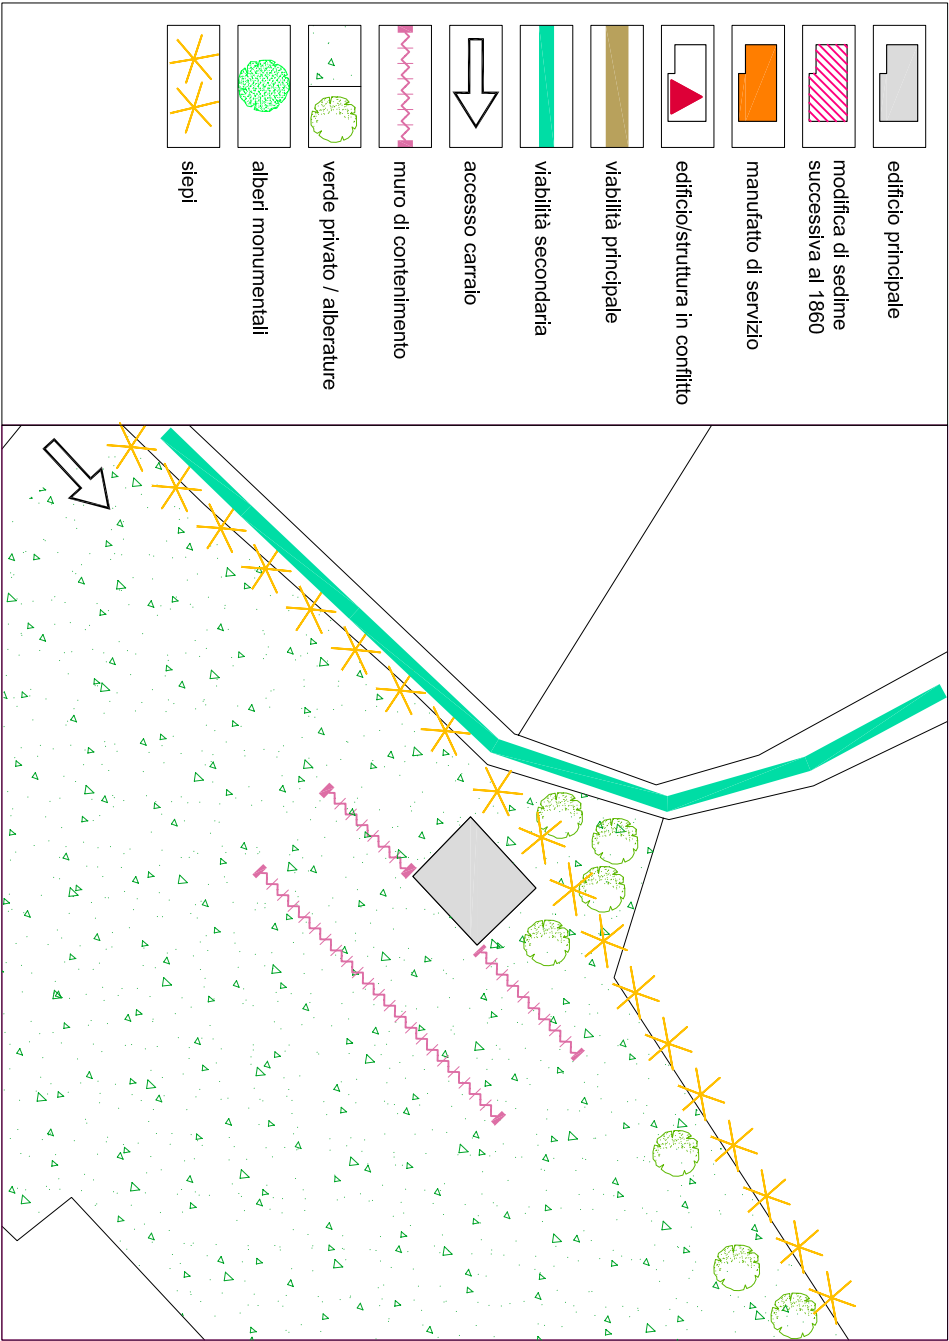 edificio principale
modifica di sedime
successiva al 1860
manufatto di servizio
edificio/struttura in conflitto
viabilità principale
viabilità secondaria
accesso carraio
muro di contenimento
verde privato / alberature
alberi monumentali
siepi